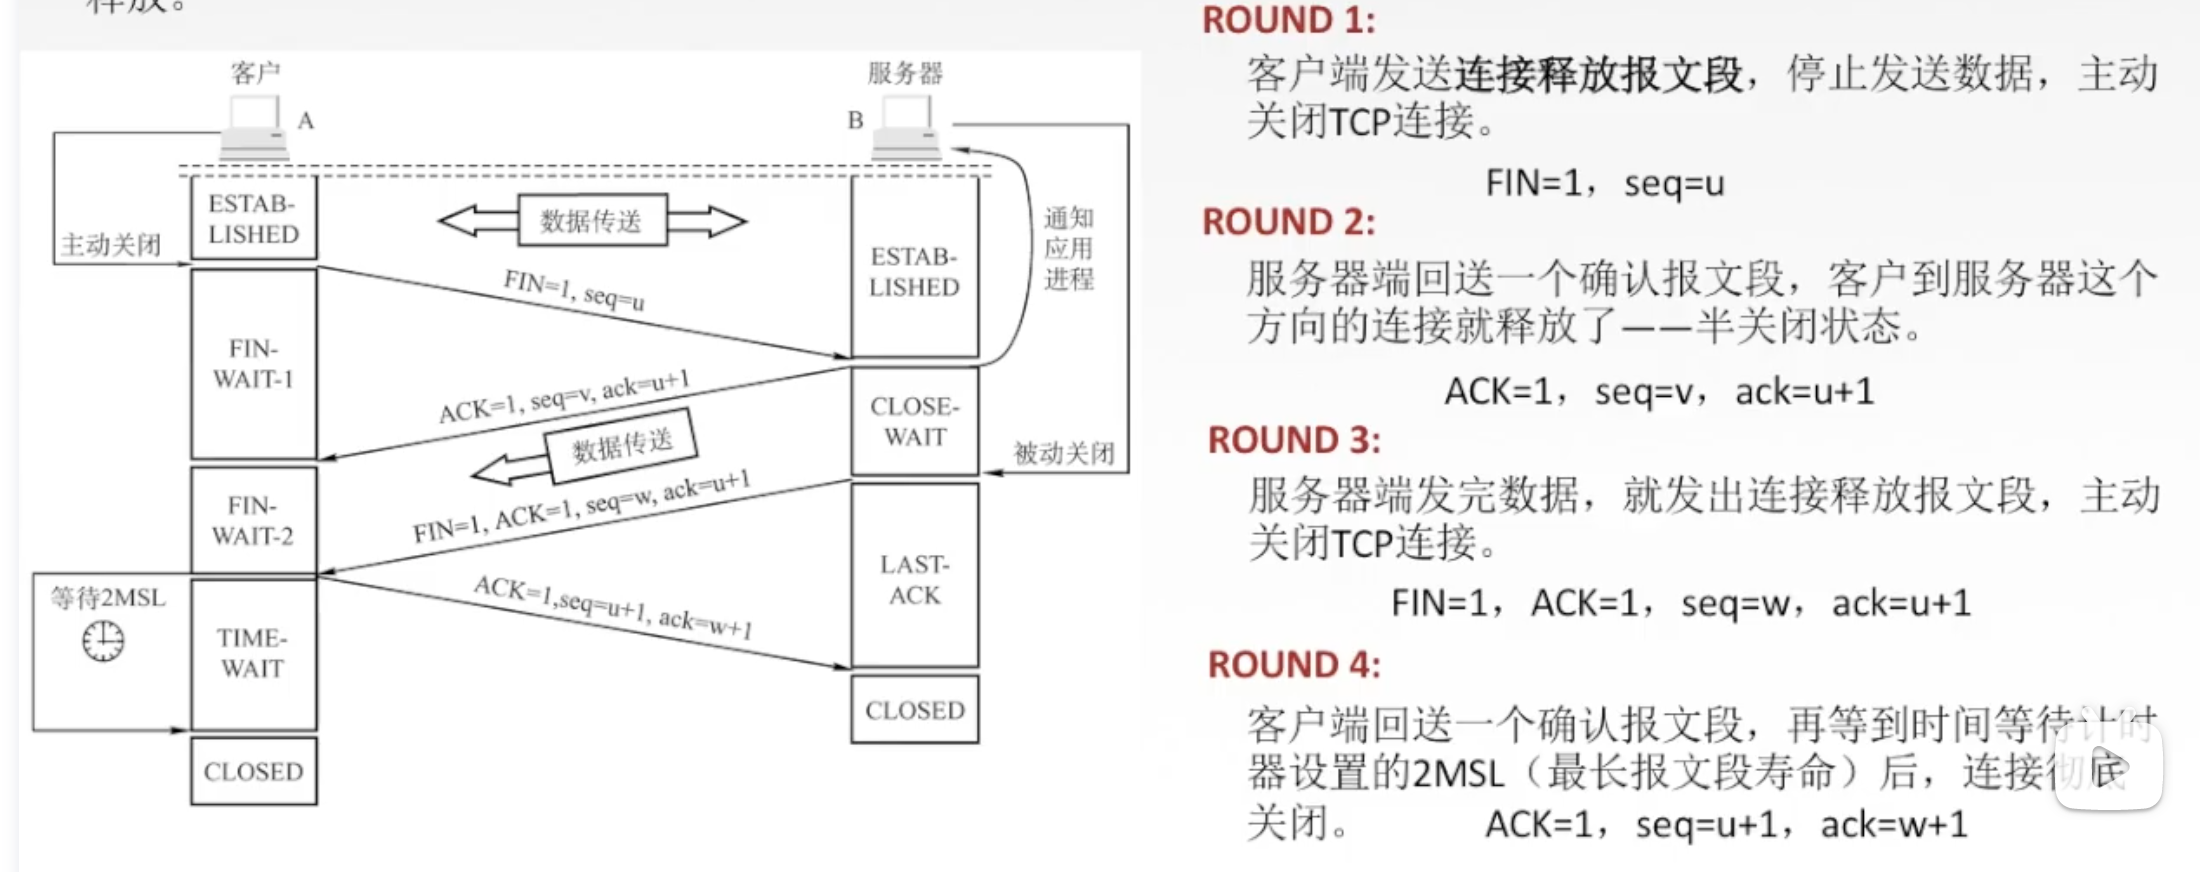 释放。
客户
服务器
A
B
ESTAB-
LISHED
主动关闭
数据传送
ESTAB-
LISHED
通知
应用
进程
FIN=1, seq=u
FIN-
WAIT-1
ACK=1, seq=v, ack=u+1
CLOSE-
WAIT
数据传送
被动关闭
FIN-
WAIT-2
FIN=1, ACK=1, seq=w, ack=u+1
LAST-
ACK
等待2MSL
ACK=1,seq=u+1, ack=w+1
TIME-
WAIT
CLOSED
CLOSED
ROUND 1:
客户端发送连接释放报文段，停止发送数据，主动
关闭TCP连接。
FIN=1，seq=u
ROUND 2:
服务器端回送一个确认报文段，客户到服务器这个
方向的连接就释放了——半关闭状态。
ACK=1，seq=v，ack=u+1
ROUND 3:
服务器端发完数据，就发出连接释放报文段，主动
关闭TCP连接。
FIN=1，ACK=1，seq=w，ack=u+1
ROUND 4:
客户端回送一个确认报文段，再等到时间等待计时
器设置的2MSL（最长报文段寿命）后，连接彻底
关闭。
ACK=1，seq=u+1，ack=w+1